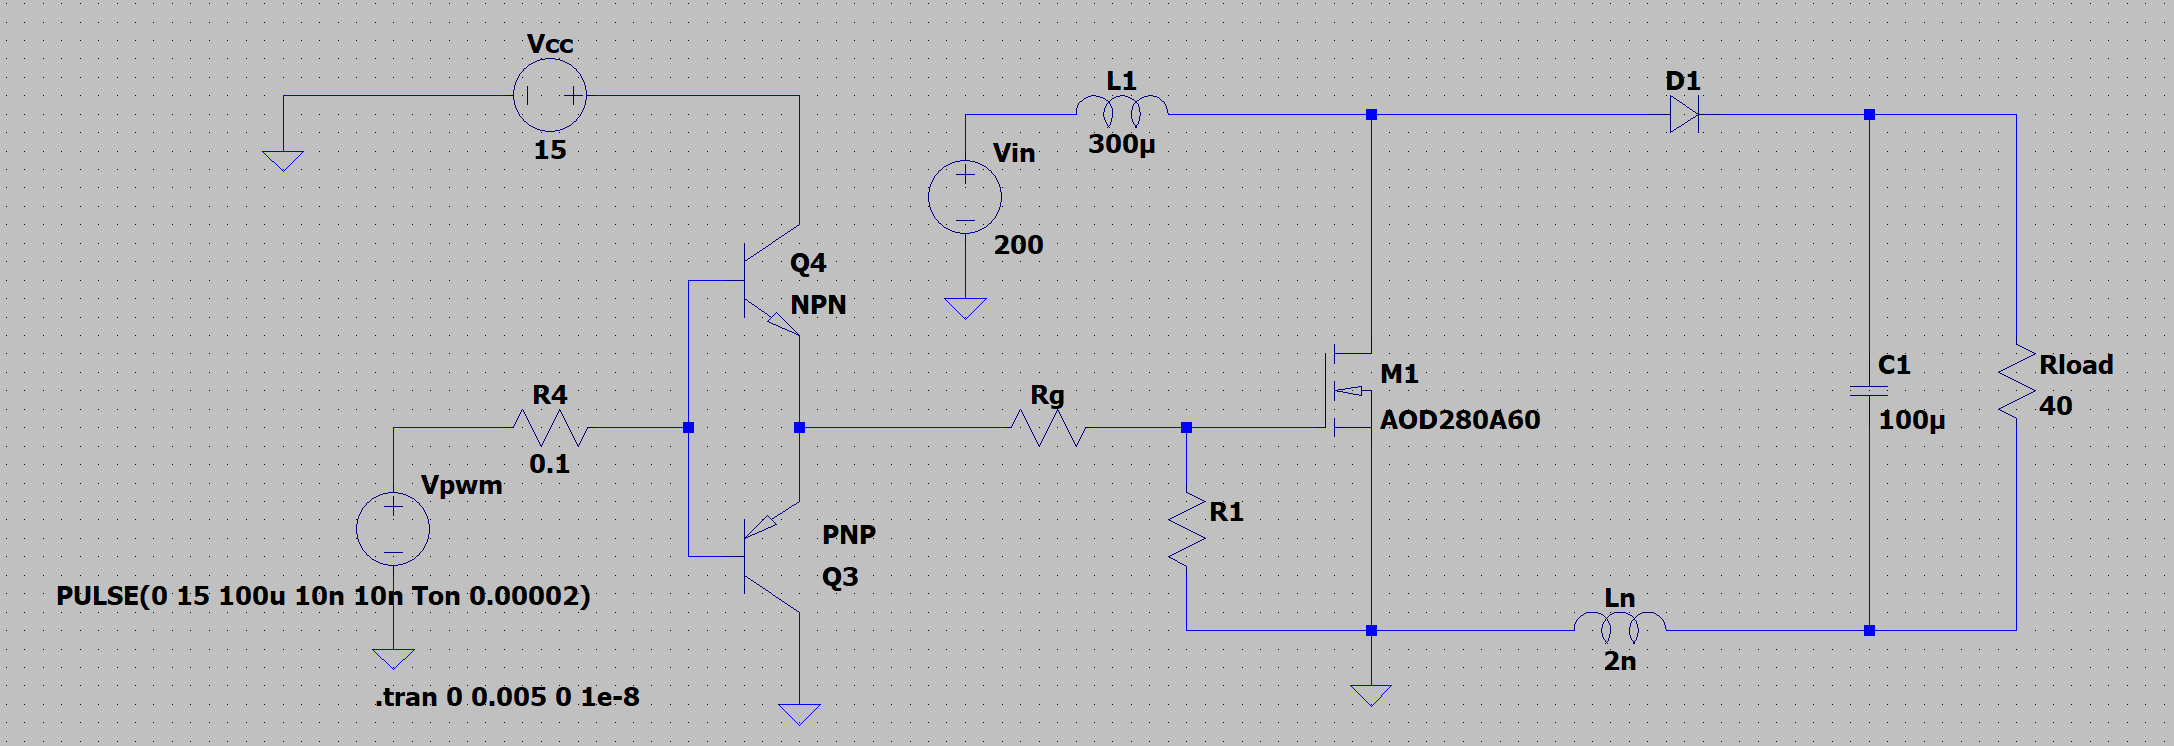 Vcc
15
L1
300µ
D1
Vin
200
Q4
NPN
R4
0.1
Rg
M1
AOD280A60
C1
100µ
Rload
40
Vpwm
R1
PNP
Q3
PULSE(0 15 100u 10n 10n Ton 0.00002)
Ln
2n
.tran 0 0.005 0 1e-8